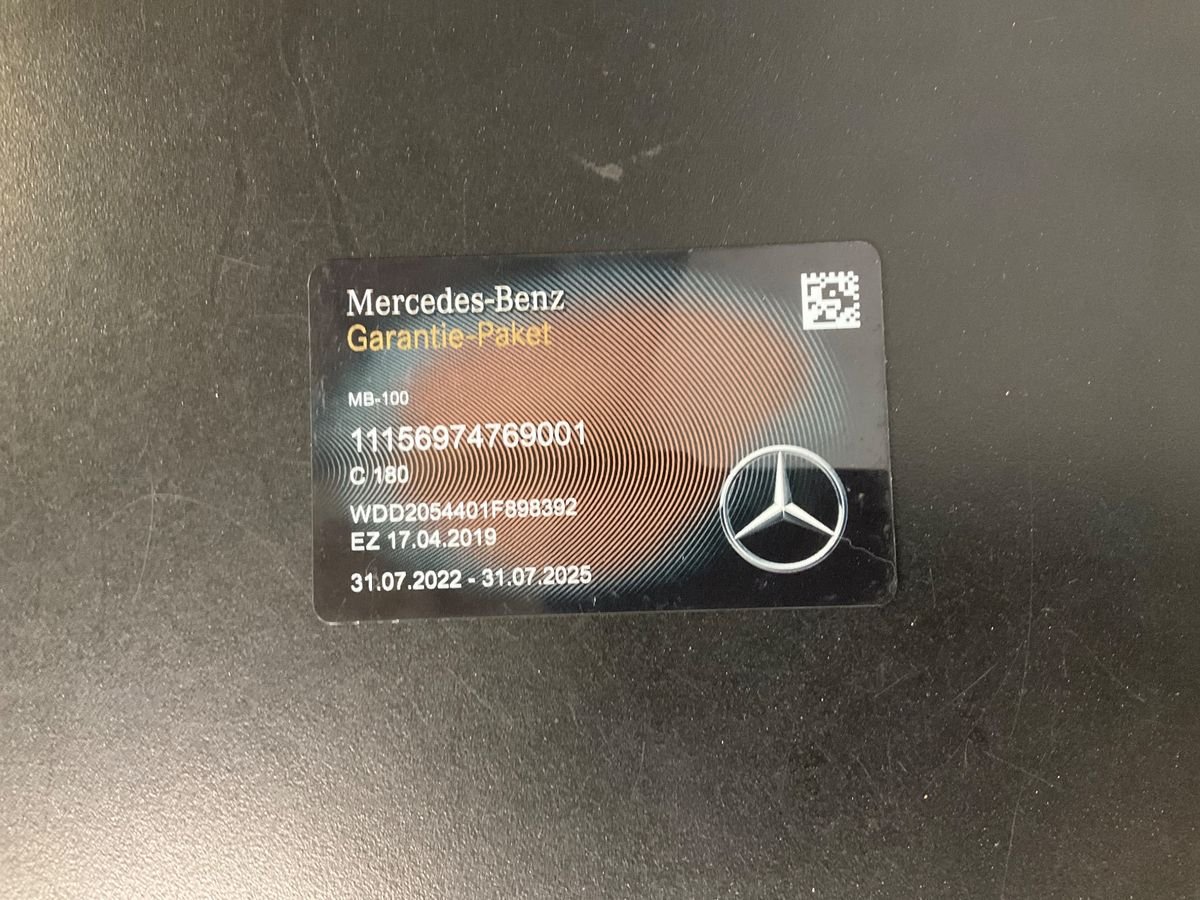 Mercedes-Benz
Garantie-Paket
MB-100
11156974769001
C 180
WDD2054401F898392
EZ 17.04.2019
31.07.2022 - 31.07.2025